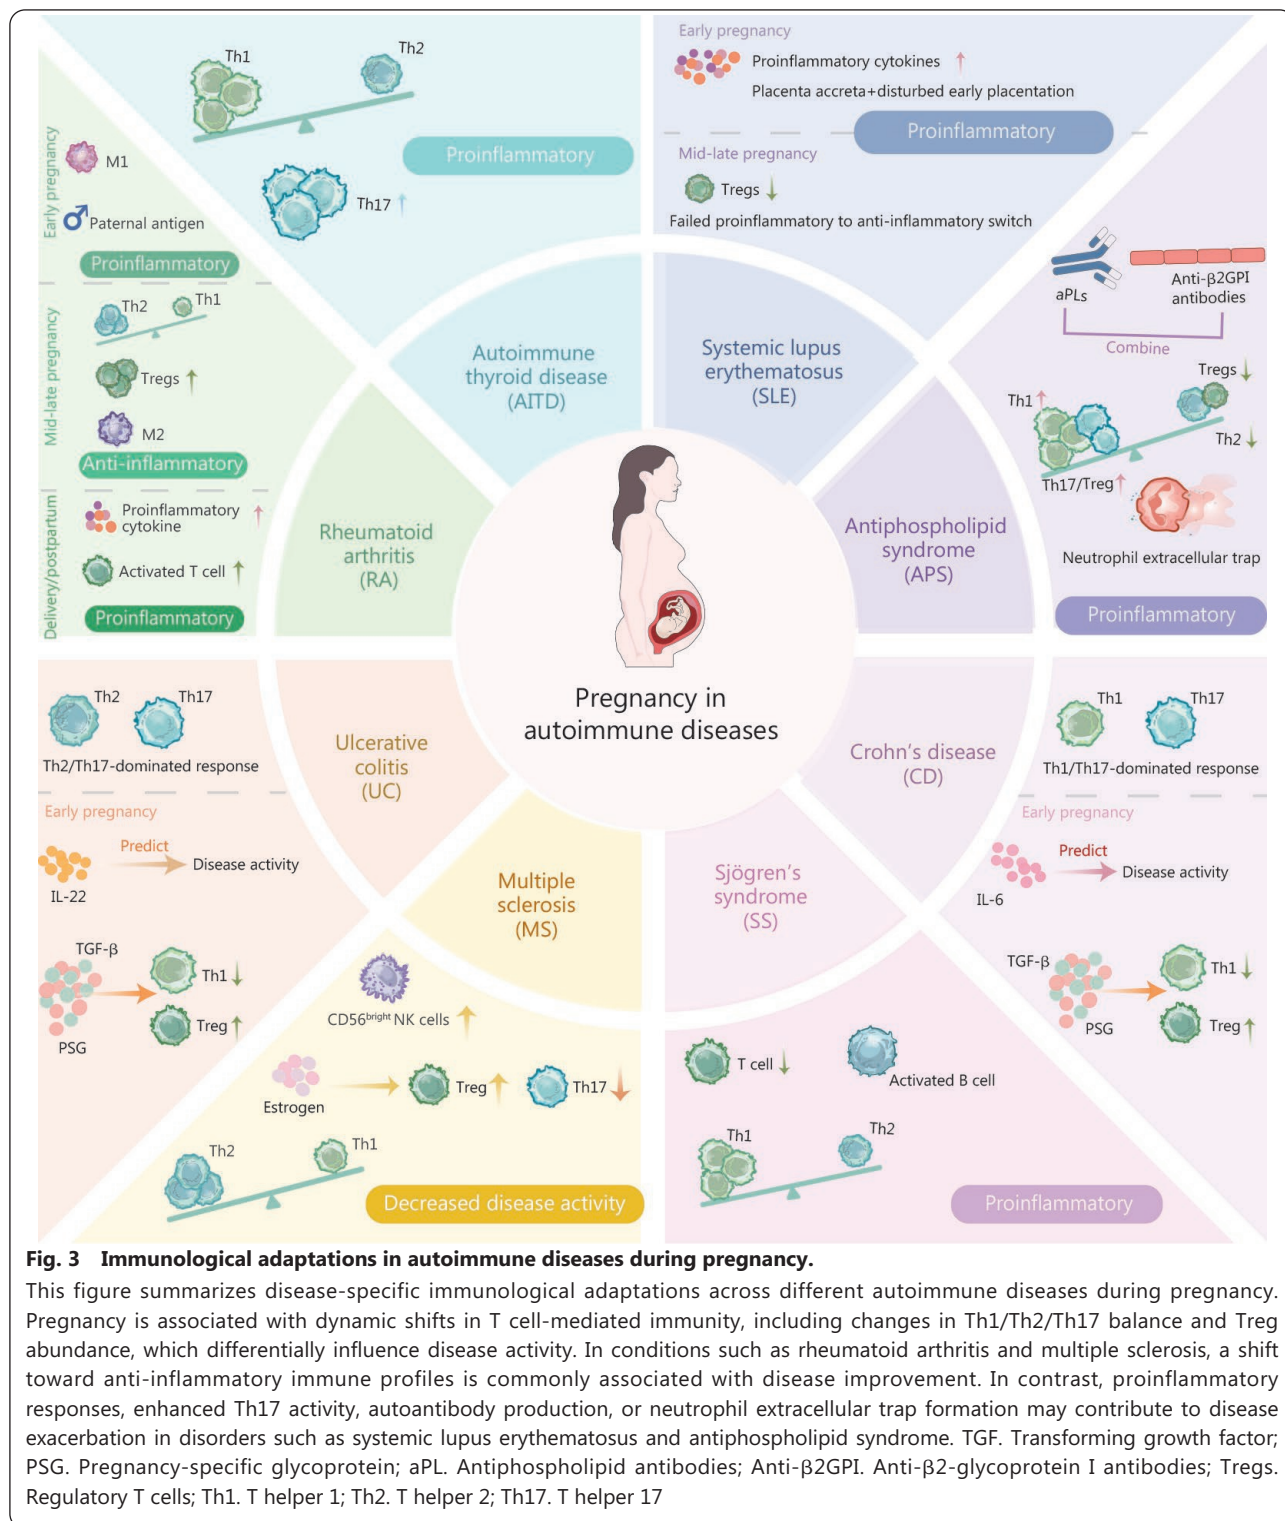 Th1
Th2
Proinflammatory
Th17
Early pregnancy
Proinflammatory cytokines
Placenta accreta+disturbed early placentation
Proinflammatory
Mid-late pregnancy
Tregs
Failed proinflammatory to anti-inflammatory switch
Early pregnancy
M1
Paternal antigen
Proinflammatory
Mid-late pregnancy
Th2
Th1
Tregs
M2
Anti-inflammatory
Delivery/postpartum
Proinflammatory
cytokine
Activated T cell
Proinflammatory
aPLs
Anti-β2GPI
antibodies
Combine
Tregs
Th1
Th2
Th17/Treg
Neutrophil extracellular trap
Proinflammatory
Autoimmune
thyroid disease
(AITD)
Systemic lupus
erythematosus
(SLE)
Rheumatoid
arthritis
(RA)
Antiphospholipid
syndrome
(APS)
Pregnancy in
autoimmune diseases
Ulcerative
colitis
(UC)
Crohn's disease
(CD)
Multiple
sclerosis
(MS)
Sjögren's
syndrome
(SS)
Th2
Th17
Th2/Th17-dominated response
Early pregnancy
Predict
Disease activity
IL-22
TGF-β
Th1
Treg
PSG
Th1
Th17
Th1/Th17-dominated response
Early pregnancy
Predict
Disease activity
IL-6
TGF-β
Th1
Treg
PSG
CD56bright NK cells
Estrogen
Treg
Th17
Th2
Th1
Decreased disease activity
T cell
Activated B cell
Th1
Th2
Proinflammatory
Fig. 3 Immunological adaptations in autoimmune diseases during pregnancy.
This figure summarizes disease-specific immunological adaptations across different autoimmune diseases during pregnancy.
Pregnancy is associated with dynamic shifts in T cell-mediated immunity, including changes in Th1/Th2/Th17 balance and Treg
abundance, which differentially influence disease activity. In conditions such as rheumatoid arthritis and multiple sclerosis, a shift
toward anti-inflammatory immune profiles is commonly associated with disease improvement. In contrast, proinflammatory
responses, enhanced Th17 activity, autoantibody production, or neutrophil extracellular trap formation may contribute to disease
exacerbation in disorders such as systemic lupus erythematosus and antiphospholipid syndrome. TGF. Transforming growth factor;
PSG. Pregnancy-specific glycoprotein; aPL. Antiphospholipid antibodies; Anti-β2GPI. Anti-β2-glycoprotein I antibodies; Tregs.
Regulatory T cells; Th1. T helper 1; Th2. T helper 2; Th17. T helper 17